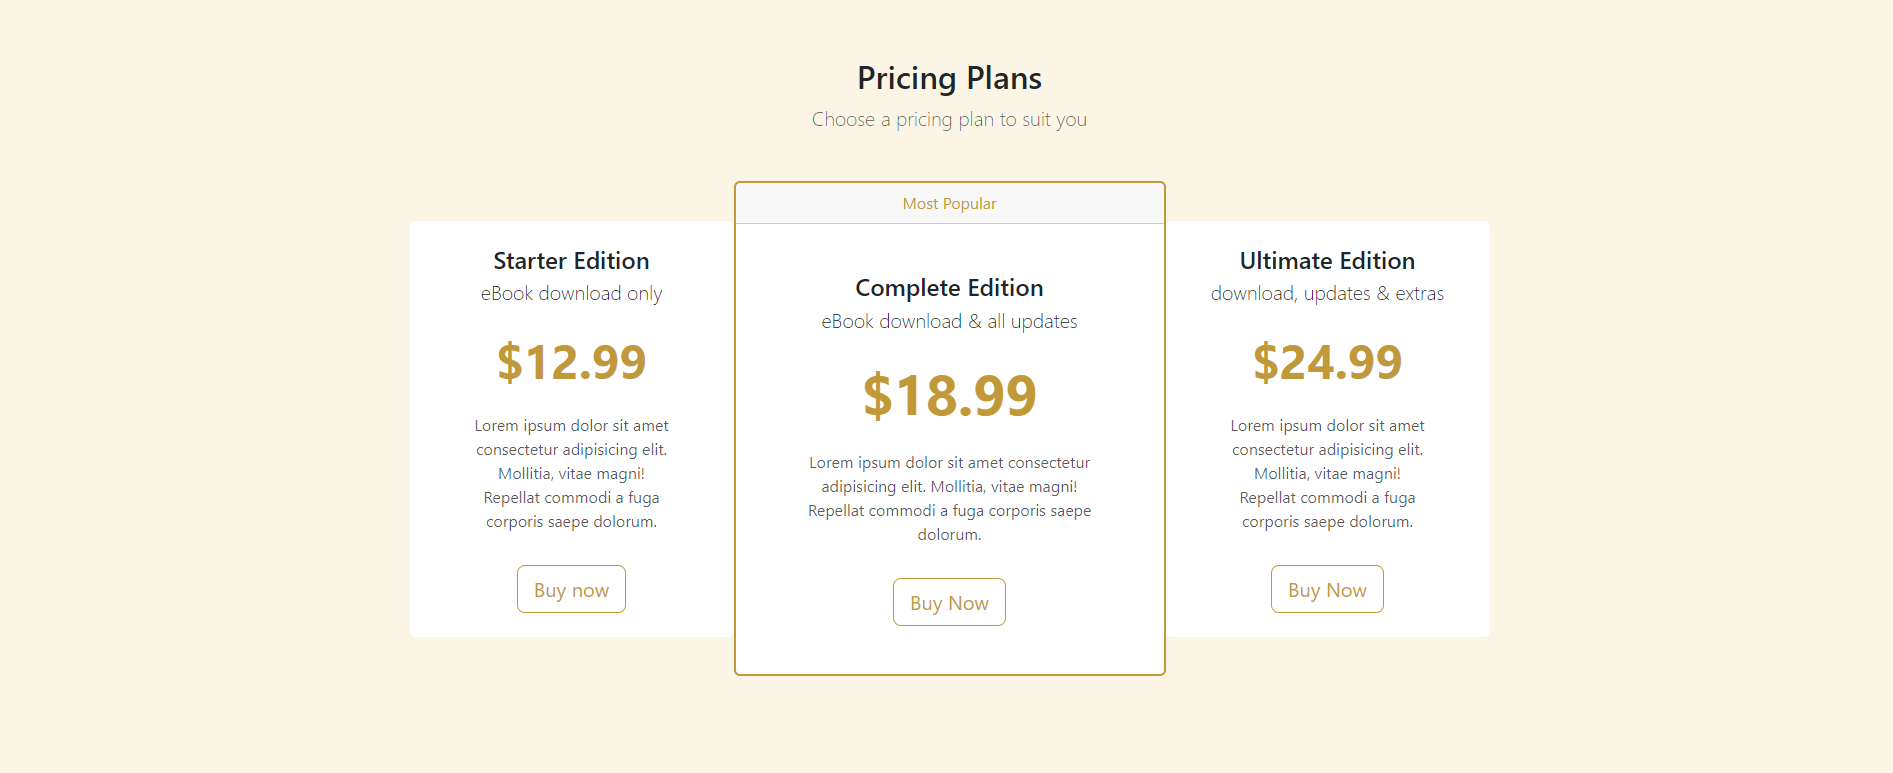 Pricing Plans
Choose a pricing plan to suit you
Starter Edition
eBook download only
$12.99
Lorem ipsum dolor sit amet
consectetur adipisicing elit.
Mollitia, vitae magni!
Repellat commodi a fuga
corporis saepe dolorum.
Buy now
Most Popular
Complete Edition
eBook download & all updates
$18.99
Lorem ipsum dolor sit amet consectetur
adipisicing elit. Mollitia, vitae magni!
Repellat commodi a fuga corporis saepe
dolorum.
Buy Now
Ultimate Edition
download, updates & extras
$24.99
Lorem ipsum dolor sit amet
consectetur adipisicing elit.
Mollitia, vitae magni!
Repellat commodi a fuga
corporis saepe dolorum.
Buy Now